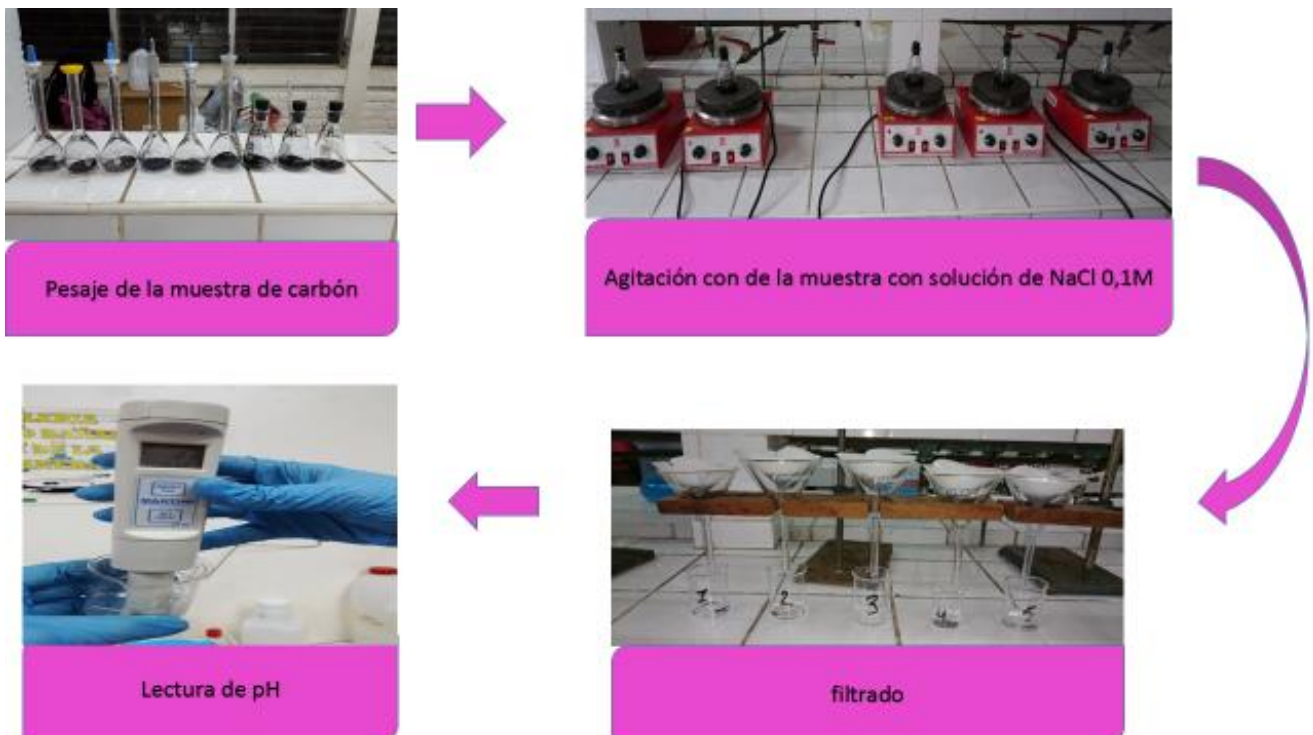 Pesaje de la muestra de carbón
Agitación con de la muestra con solución de NaCl 0,1M
1
2
3
4
5
filtrado
Lectura de pH